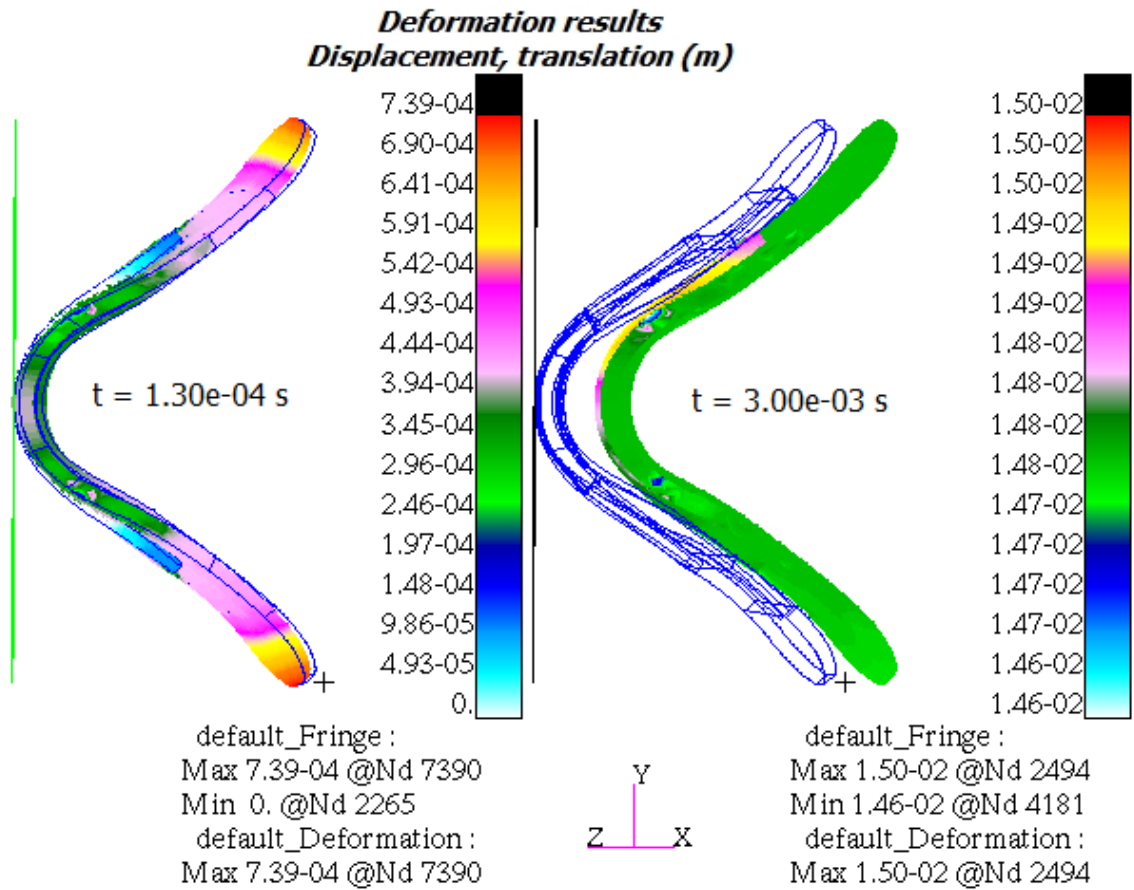 Deformation results
Displacement, translation (m)
7.39-04
6.90-04
6.41-04
5.91-04
5.42-04
4.93-04
4.44-04
3.94-04
3.45-04
2.96-04
2.46-04
1.97-04
1.48-04
9.86-05
4.93-05
0.
t = 1.30e-04 s
default_Fringe :
Max 7.39-04 @Nd 7390
Min 0. @Nd 2265
default_Deformation :
Max 7.39-04 @Nd 7390
1.50-02
1.50-02
1.50-02
1.49-02
1.49-02
1.49-02
1.48-02
1.48-02
1.48-02
1.48-02
1.47-02
1.47-02
1.47-02
1.47-02
1.46-02
1.46-02
t = 3.00e-03 s
default_Fringe :
Max 1.50-02 @Nd 2494
Min 1.46-02 @Nd 4181
default_Deformation :
Max 1.50-02 @Nd 2494
Y
Z X